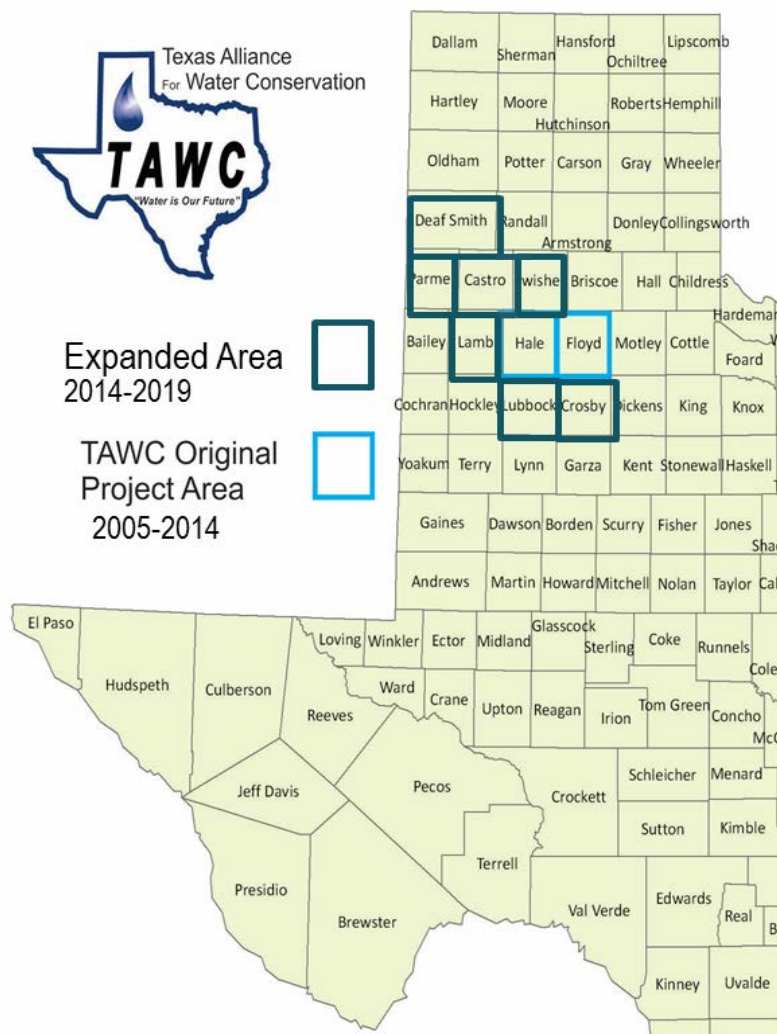 Texas Alliance
For Water Conservation
TAWC
"Water is Our Future"
Expanded Area
2014-2019
TAWC Original
Project Area
2005-2014
Dallam
Sherman
Hansford
Ochiltree
Lipscomb
Hartley
Moore
Hutchinson
Roberts
Hemphill
Oldham
Potter
Carson
Gray
Wheeler
Deaf Smith
Randall
Armstrong
Donley
Collingsworth
Parme
Castro
wishe
Briscoe
Hall
Childress
Hardeman
Bailey
Lamb
Hale
Floyd
Motley
Cottle
Foard
Cochran
Hockley
Lubbock
Crosby
Dickens
King
Knox
Yoakum
Terry
Lynn
Garza
Kent
Stonewall
Haskell
Gaines
Dawson
Borden
Scurry
Fisher
Jones
Shac
Andrews
Martin
Howard
Mitchell
Nolan
Taylor
Cal
El Paso
Hudspeth
Culberson
Reeves
Loving
Winkler
Ector
Midland
Glasscock
Sterling
Coke
Runnels
Cole
Ward
Crane
Upton
Reagan
Irion
Tom Green
Concho
McC
Jeff Davis
Pecos
Crockett
Schleicher
Menard
Sutton
Kimble
Presidio
Brewster
Terrell
Val Verde
Edwards
Real
B
Kinney
Uvalde